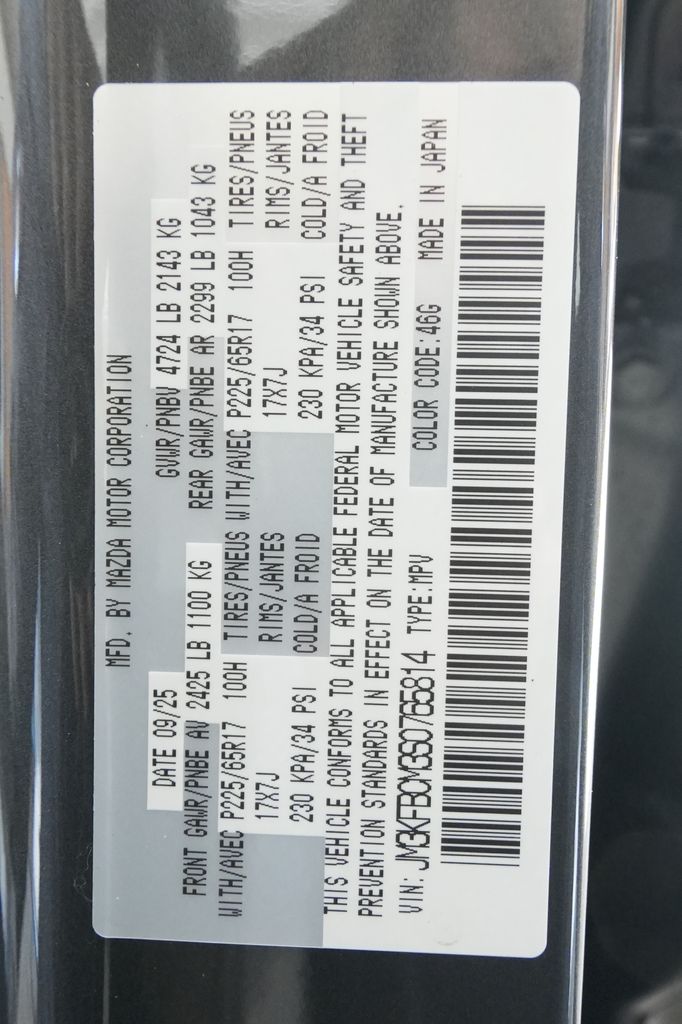 MFD. BY MAZDA MOTOR CORPORATION
DATE 09/25 GVWR/PNBV 4724 LB 2143 KG
FRONT GAWR/PNBE AV 2425 LB 1100 KG REAR GAWR/PNBE AR 2299 LB 1043 KG
WITH/AVEC P225/65R17 100H TIRES/PNEUS WITH/AVEC P225/65R17 100H TIRES/PNEUS
17X7J RIMS/JANTES 17X7J RIMS/JANTES
230 KPA/34 PSI COLD/A FROID 230 KPA/34 PSI COLD/A FROID
THIS VEHICLE CONFORMS TO ALL APPLICABLE FEDERAL MOTOR VEHICLE SAFETY AND THEFT
PREVENTION STANDARDS IN EFFECT ON THE DATE OF MANUFACTURE SHOWN ABOVE.
VIN: JM3KFBCM3S0765814 TYPE:MPV COLOR CODE:46G MADE IN JAPAN